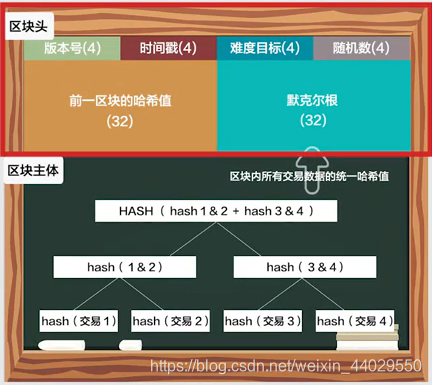 区块头
版本号(4) 时间戳(4) 难度目标(4) 随机数(4)
前一区块的哈希值
(32)
默克尔根
(32)
区块主体
区块内所有交易数据的统一哈希值
HASH ( hash 1 & 2 + hash 3 & 4 )
hash ( 1 & 2 ) hash ( 3 & 4 )
hash (交易 1 ) hash (交易 2 ) hash (交易 3 ) hash (交易 4 )
https://blog.csdn.net/weixin_44029550